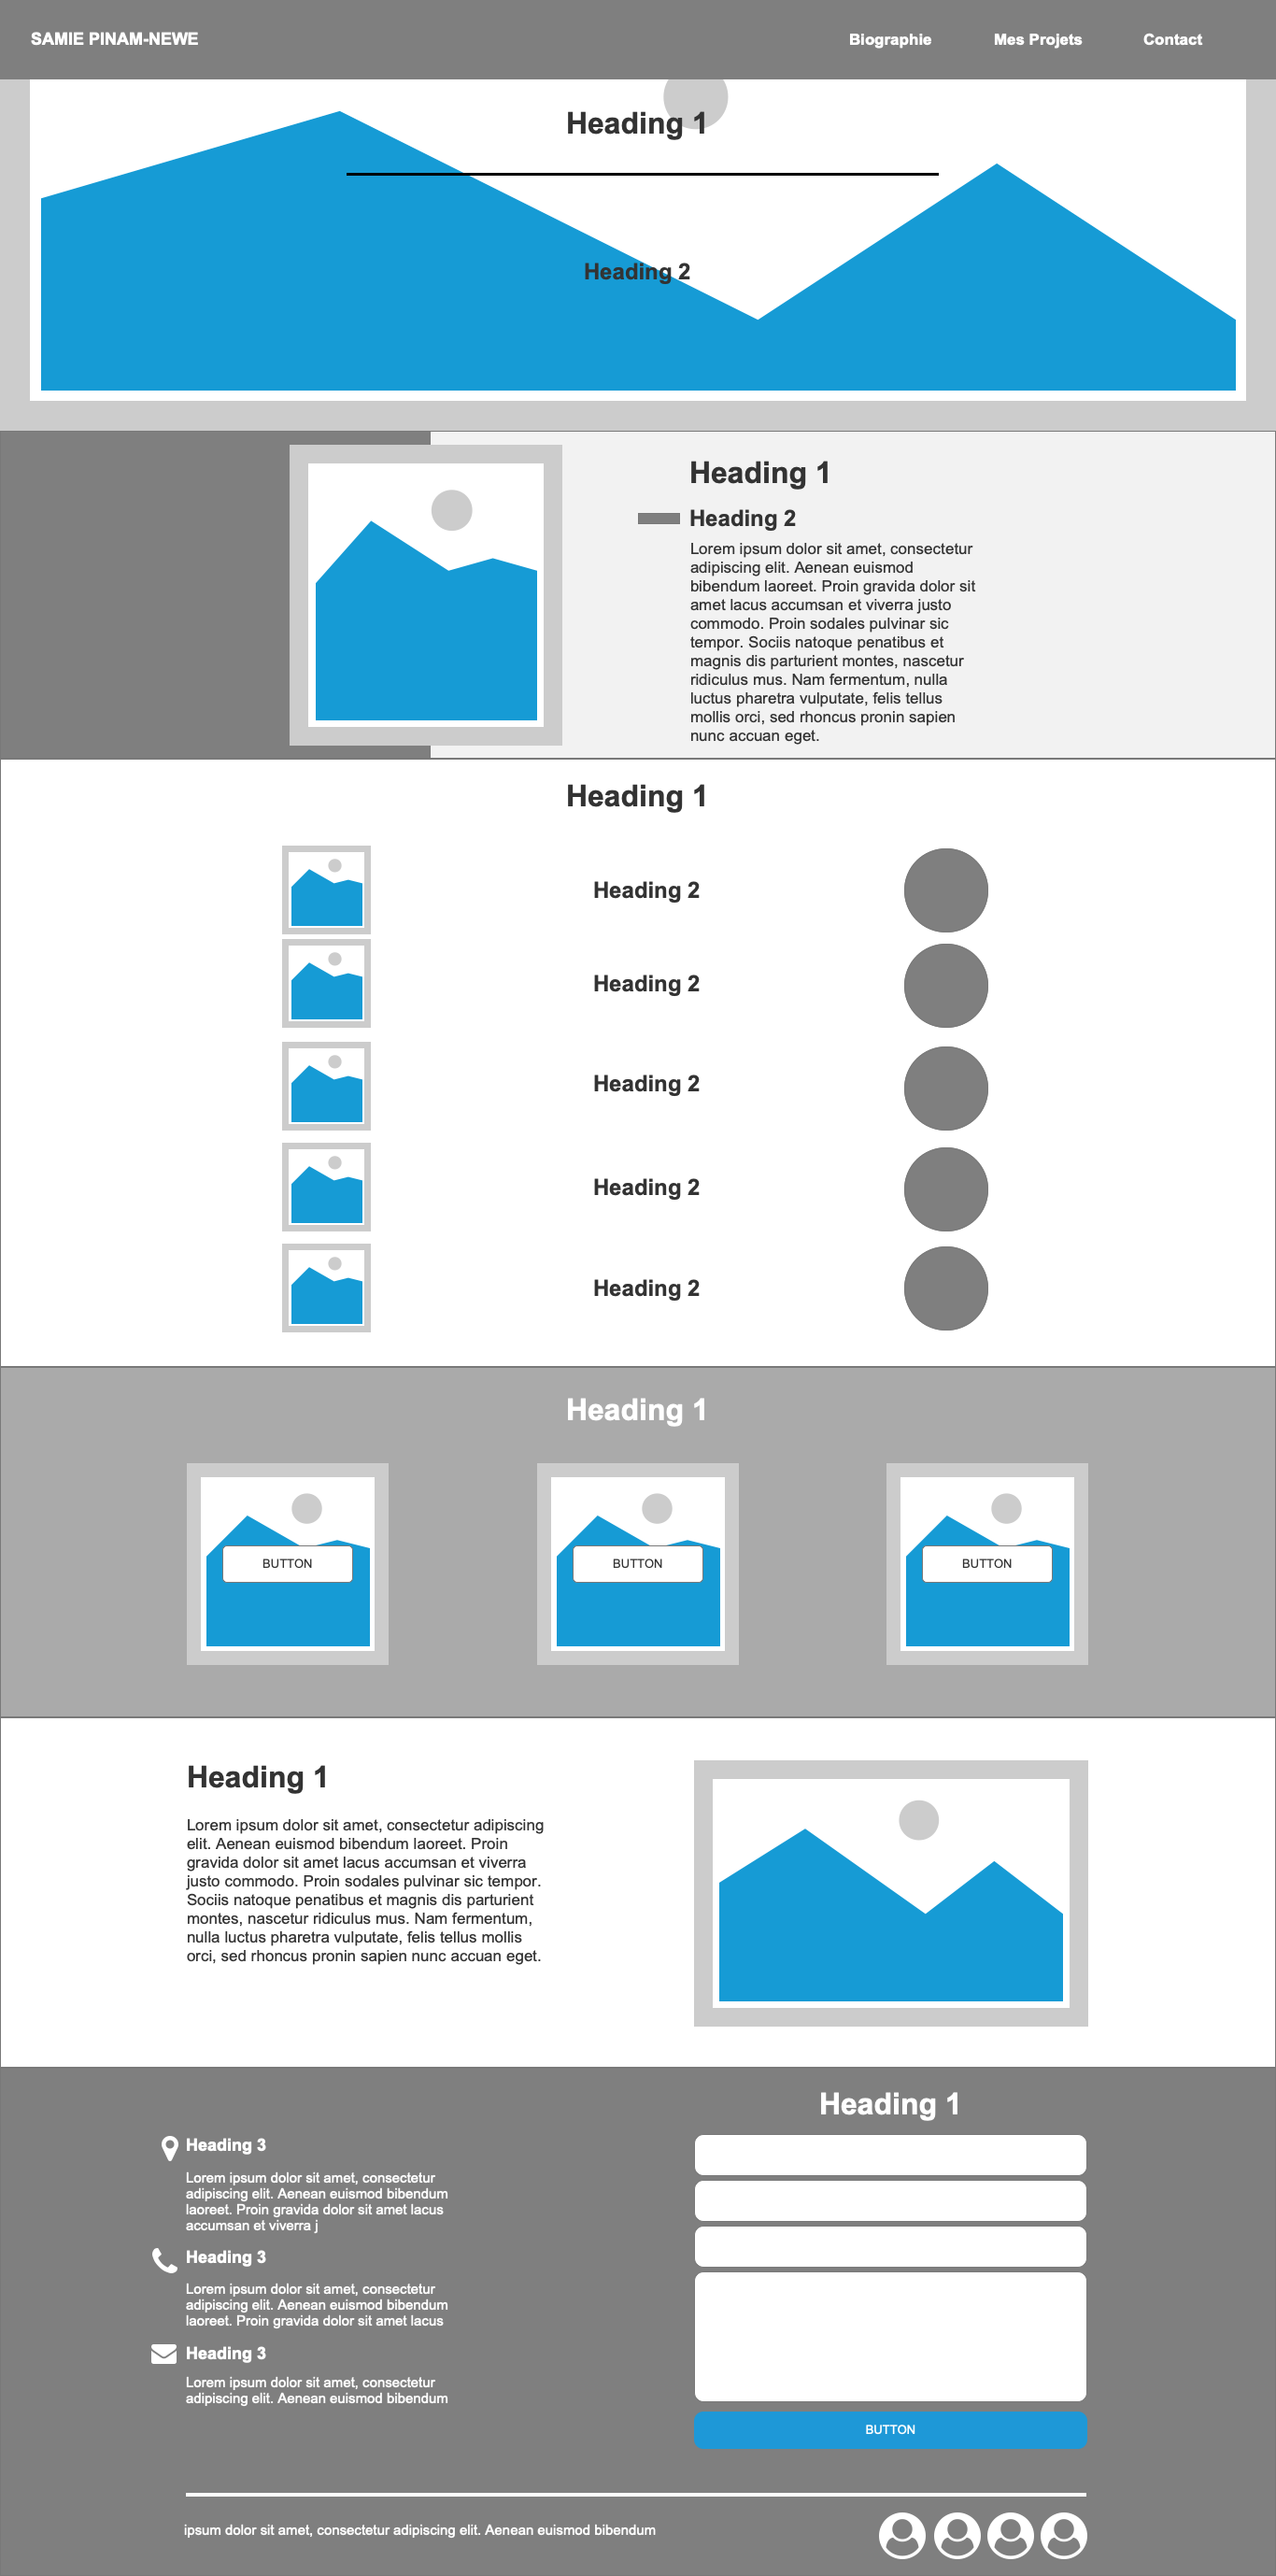 SAMIE PINAM-NEWE
Biographie
Mes Projets
Contact
Heading 1
Heading 2
Heading 1
Heading 2
Lorem ipsum dolor sit amet, consectetur
adipiscing elit. Aenean euismod
bibendum laoreet. Proin gravida dolor sit
amet lacus accumsan et viverra justo
commodo. Proin sodales pulvinar sic
tempor. Sociis natoque penatibus et
magnis dis parturient montes, nascetur
ridiculus mus. Nam fermentum, nulla
luctus pharetra vulputate, felis tellus
mollis orci, sed rhoncus pronin sapien
nunc accuan eget.
Heading 1
Heading 2
Heading 2
Heading 2
Heading 2
Heading 2
Heading 1
BUTTON
BUTTON
BUTTON
Heading 1
Lorem ipsum dolor sit amet, consectetur adipiscing
elit. Aenean euismod bibendum laoreet. Proin
gravida dolor sit amet lacus accumsan et viverra
justo commodo. Proin sodales pulvinar sic tempor.
Sociis natoque penatibus et magnis dis parturient
montes, nascetur ridiculus mus. Nam fermentum,
nulla luctus pharetra vulputate, felis tellus mollis
orci, sed rhoncus pronin sapien nunc accuan eget.
Heading 1
Heading 3
Lorem ipsum dolor sit amet, consectetur
adipiscing elit. Aenean euismod bibendum
laoreet. Proin gravida dolor sit amet lacus
accumsan et viverra j
Heading 3
Lorem ipsum dolor sit amet, consectetur
adipiscing elit. Aenean euismod bibendum
laoreet. Proin gravida dolor sit amet lacus
Heading 3
Lorem ipsum dolor sit amet, consectetur
adipiscing elit. Aenean euismod bibendum
BUTTON
ipsum dolor sit amet, consectetur adipiscing elit. Aenean euismod bibendum